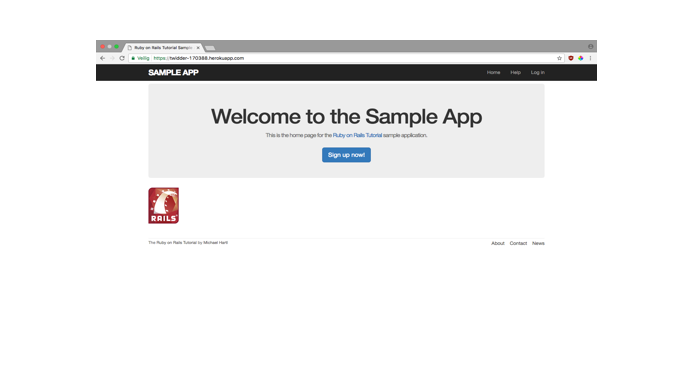 Ruby on Rails Tutorial Sample
Veilig https://twidder-170388.herokuapp.com
SAMPLE APP Home Help Log in
Welcome to the Sample App
This is the home page for the Ruby on Rails Tutorial sample application.
Sign up now!
RAILS
The Ruby on Rails Tutorial by Michael Hartl About Contact News